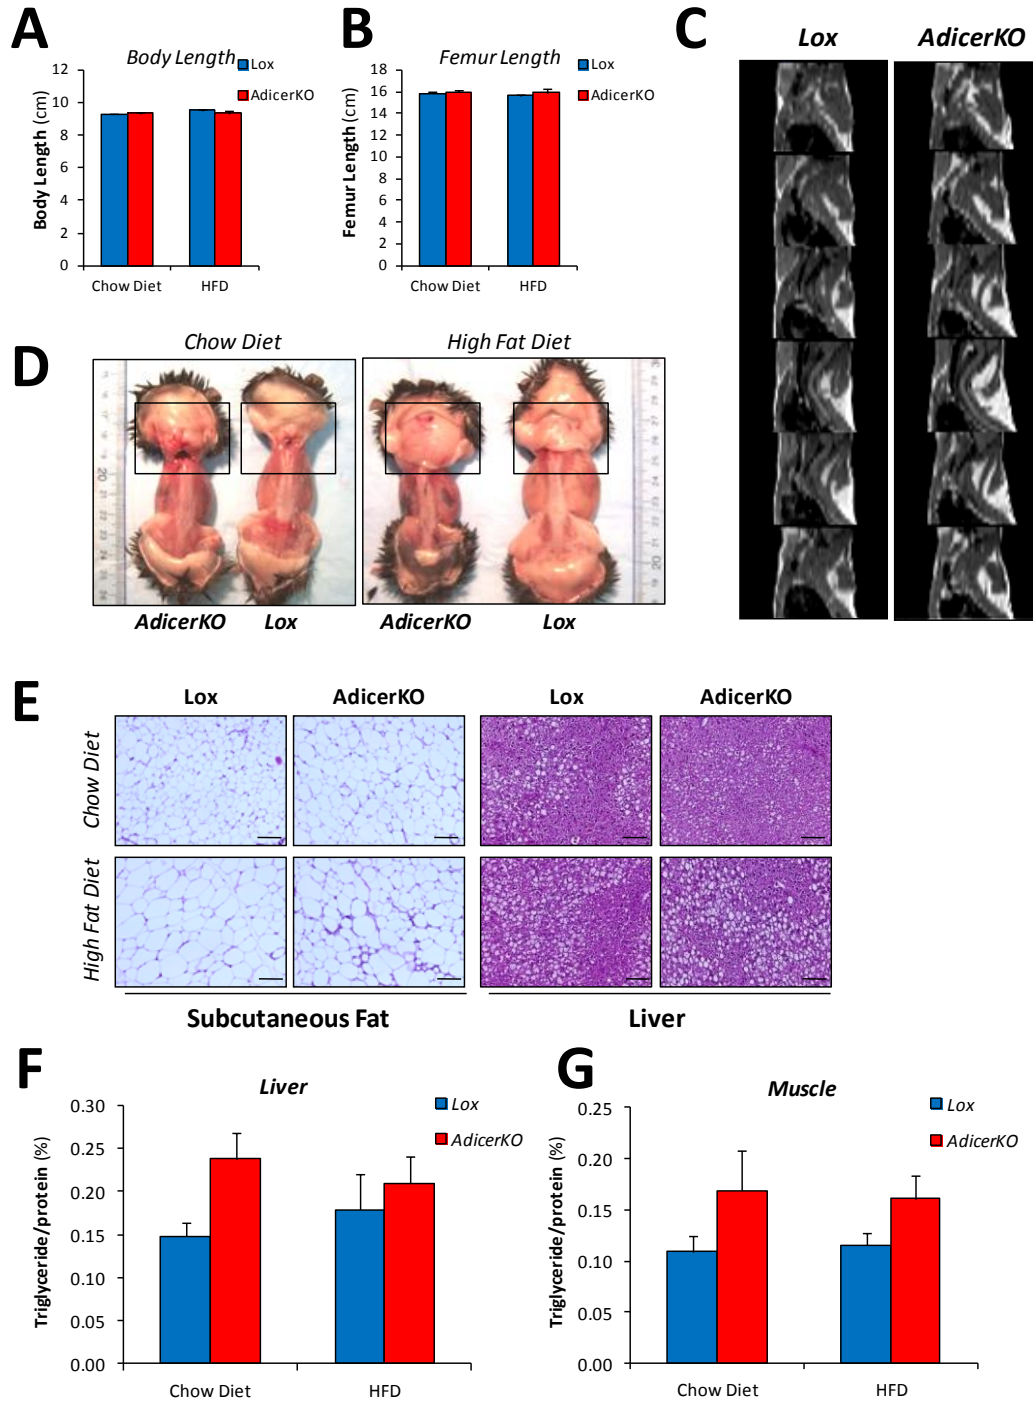 A
Body Length
Lox
AdicerKO
Body Length (cm)
12
10
8
6
4
2
0
Chow Diet
HFD
B
Femur Length
Lox
AdicerKO
Femur Length (cm)
18
16
14
12
10
8
6
4
2
0
Chow Diet
HFD
C
Lox
AdicerKO
D
Chow Diet
High Fat Diet
AdicerKO
Lox
AdicerKO
Lox
E
Lox
AdicerKO
Lox
AdicerKO
Chow Diet
High Fat Diet
Subcutaneous Fat
Liver
F
Liver
Lox
AdicerKO
Triglyceride/protein (%)
0.30
0.25
0.20
0.15
0.10
0.05
0.00
Chow Diet
HFD
G
Muscle
Lox
AdicerKO
Triglyceride/protein (%)
0.25
0.20
0.15
0.10
0.05
0.00
Chow Diet
HFD